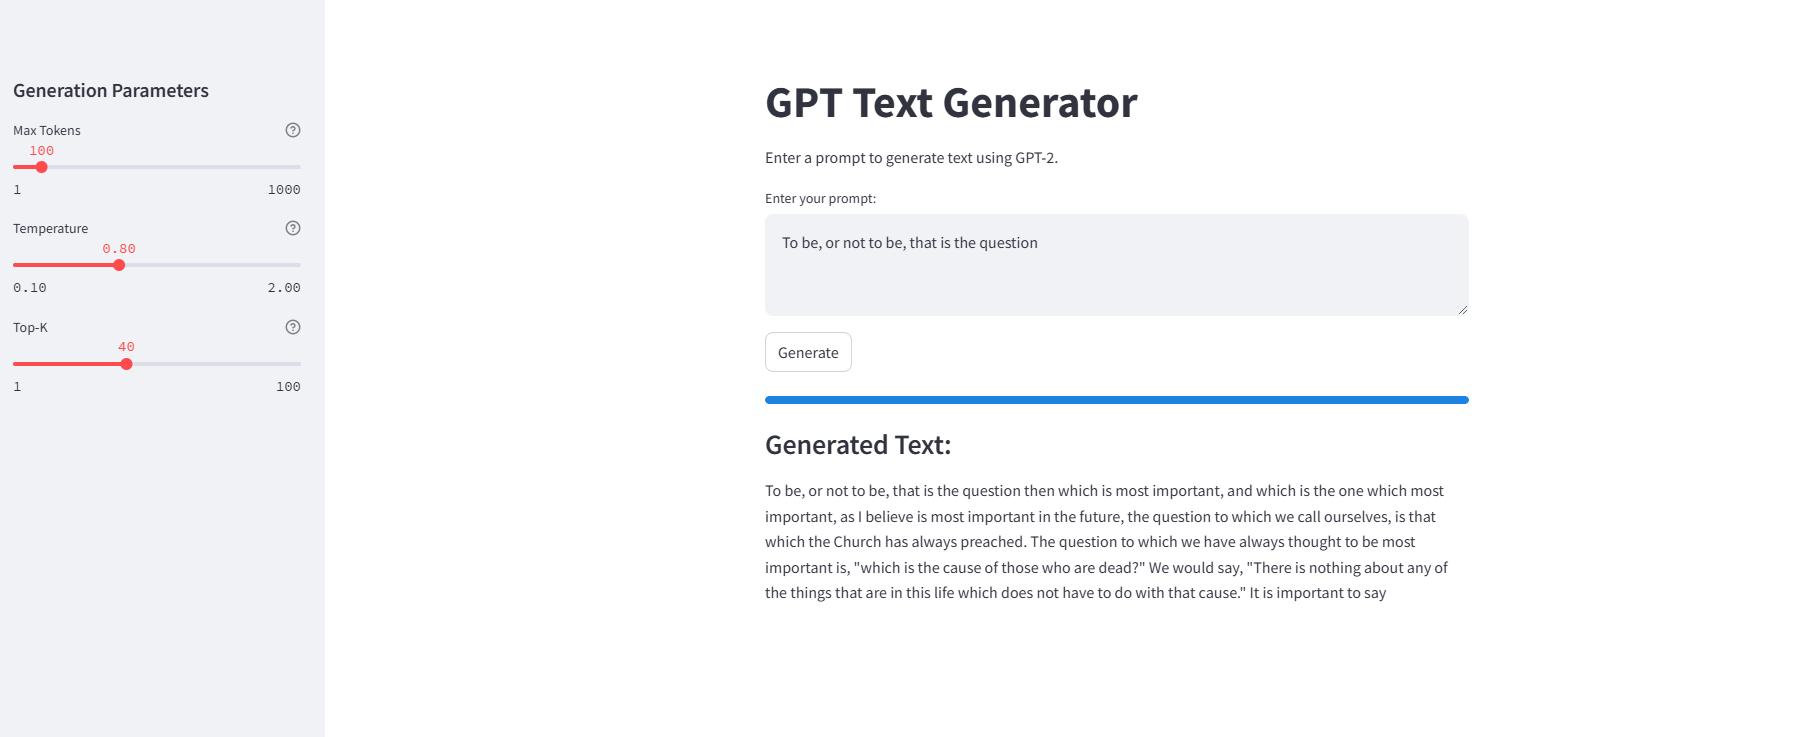 Generation Parameters
Max Tokens
100
1 1000
Temperature
0.80
0.10 2.00
Top-K
40
1 100
GPT Text Generator
Enter a prompt to generate text using GPT-2.
Enter your prompt:
To be, or not to be, that is the question
Generate
Generated Text:
To be, or not to be, that is the question then which is most important, and which is the one which most
important, as I believe is most important in the future, the question to which we call ourselves, is that
which the Church has always preached. The question to which we have always thought to be most
important is, "which is the cause of those who are dead?" We would say, "There is nothing about any of
the things that are in this life which does not have to do with that cause." It is important to say